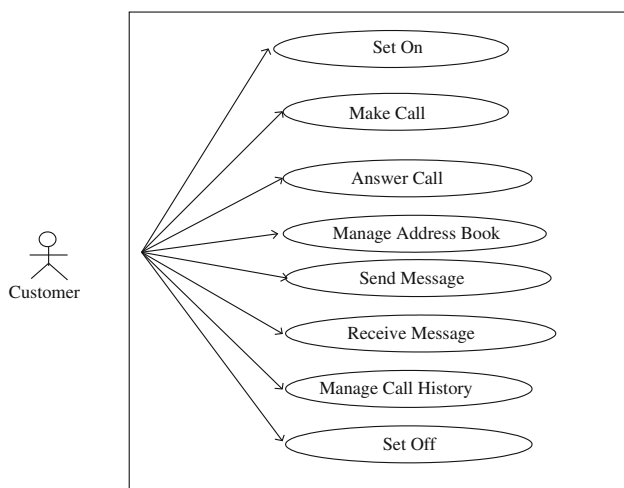 Set On
Make Call
Answer Call
Manage Address Book
Send Message
Customer
Receive Message
Manage Call History
Set Off